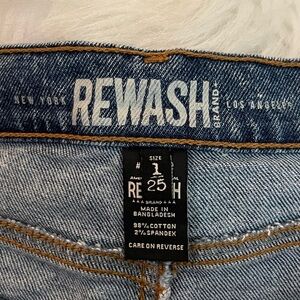 NEW YORK REWASH BRAND LOS ANGELES
SIZE
# 1
25
RE H
BRAND
MADE IN
BANGLADESH
98% COTTON
2% SPANDEX
CARE ON REVERSE